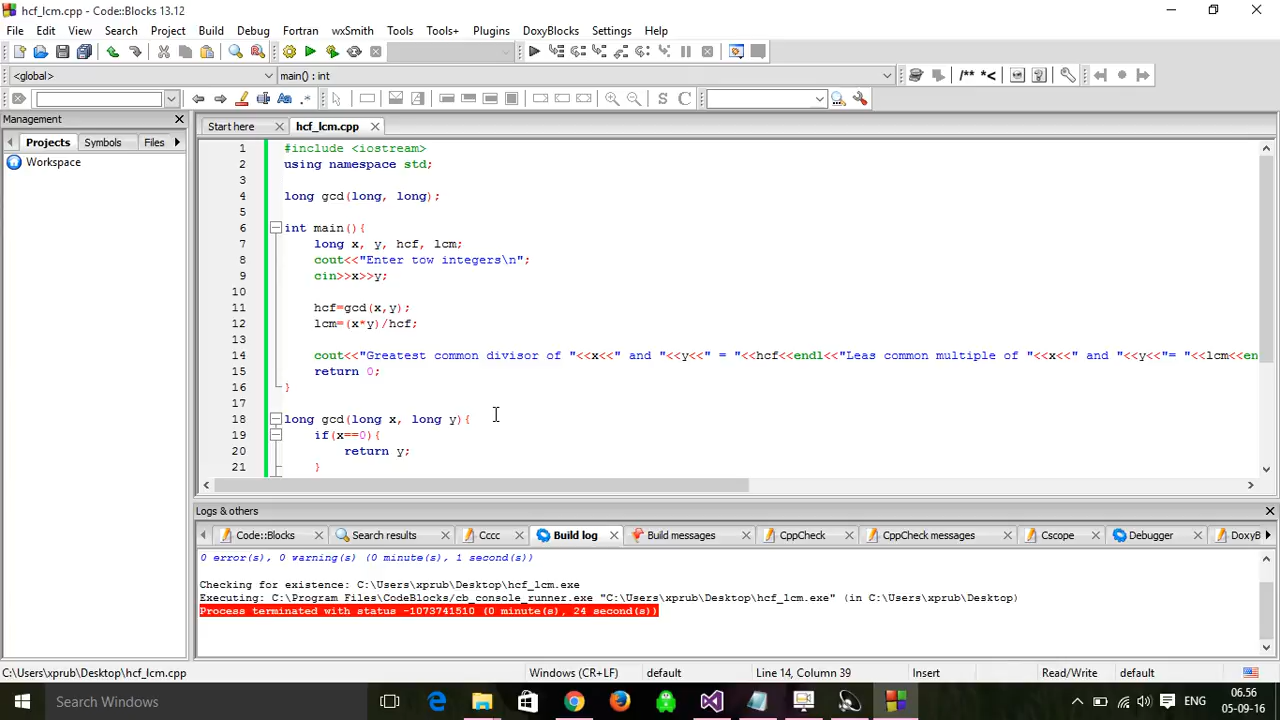 hcf_lcm.cpp - Code::Blocks 13.12
File Edit View Search Project Build Debug Fortran wxSmith Tools Tools+ Plugins DoxyBlocks Settings Help
<global> main() : int /** *<
S C
Management Start here hcf_lcm.cpp
Projects Symbols Files
Workspace
1 #include <iostream>
2 using namespace std;
3
4 long gcd(long, long);
5
6 int main(){
7 long x, y, hcf, lcm;
8 cout<<"Enter tow integers\n";
9 cin>>x>>y;
10
11 hcf=gcd(x,y);
12 lcm=(x*y)/hcf;
13
14 cout<<"Greatest common divisor of "<<x<<" and "<<y<<" = "<<hcf<<endl<<"Leas common multiple of "<<x<<" and "<<y<<"= "<<lcm<<en
15 return 0;
16 }
17
18 long gcd(long x, long y){
19 if(x==0){
20 return y;
21 }
Logs & others
Code::Blocks Search results Cccc Build log Build messages CppCheck CppCheck messages Cscope Debugger DoxyB
0 error(s), 0 warning(s) (0 minute(s), 1 second(s))
Checking for existence: C:\Users\xprub\Desktop\hcf_lcm.exe
Executing: C:\Program Files\CodeBlocks/cb_console_runner.exe "C:\Users\xprub\Desktop\hcf_lcm.exe" (in C:\Users\xprub\Desktop)
Process terminated with status -1073741510 (0 minute(s), 24 second(s))
C:\Users\xprub\Desktop\hcf_lcm.cpp Windows (CR+LF) default Line 14, Column 39 Insert Read/Write default
Search Windows ENG 06.56
05-09-16